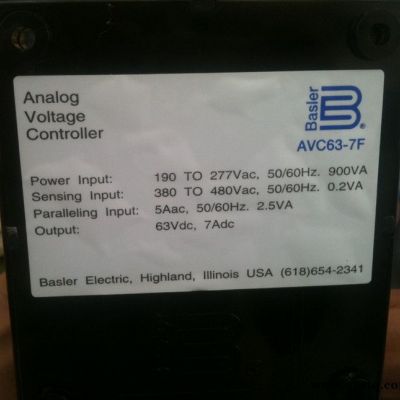 Analog
Voltage
Controller
Basler
B
®
AVC63-7F
Power Input: 190 TO 277Vac, 50/60Hz. 900VA
Sensing Input: 380 TO 480Vac, 50/60Hz. 0.2VA
Paralleling Input: 5Aac, 50/60Hz. 2.5VA
Output: 63Vdc, 7Adc
Basler Electric, Highland, Illinois USA (618)654-2341